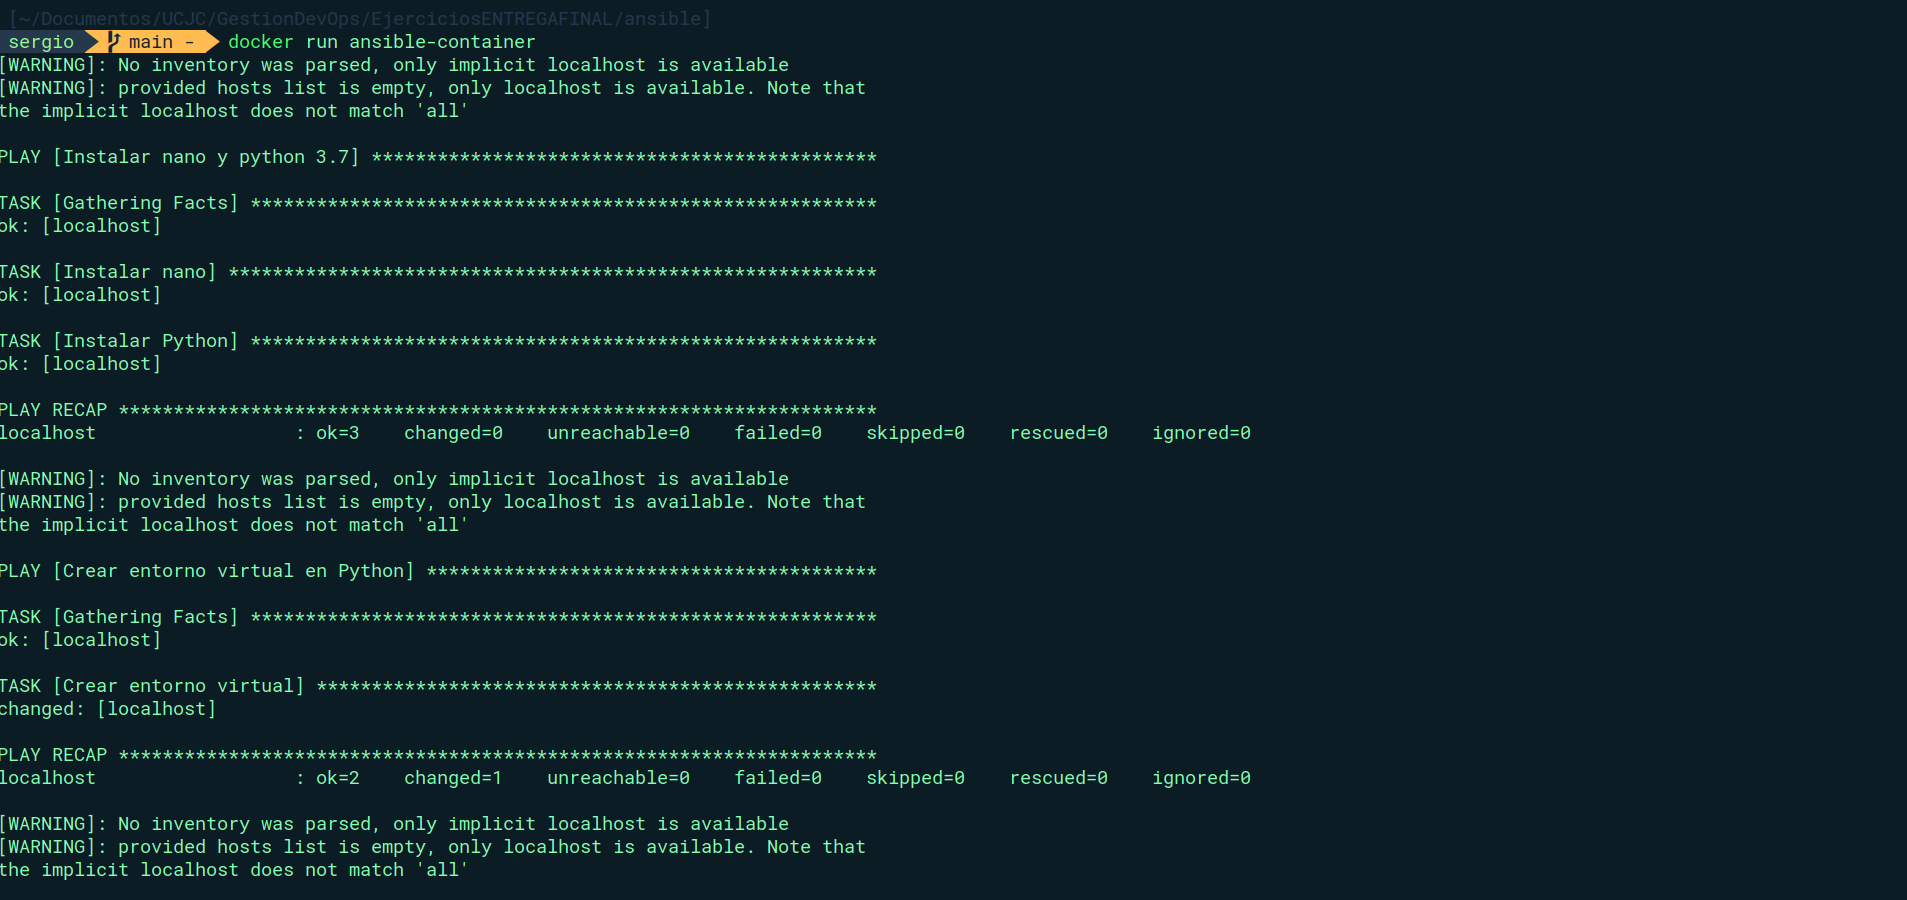 [~/Documentos/UCJC/GestionDevOps/EjerciciosENTREGAFINAL/ansible]
sergio main - docker run ansible-container
[WARNING]: No inventory was parsed, only implicit localhost is available
[WARNING]: provided hosts list is empty, only localhost is available. Note that
the implicit localhost does not match 'all'
PLAY [Instalar nano y python 3.7] **********************************************
TASK [Gathering Facts] *********************************************************
ok: [localhost]
TASK [Instalar nano] ***********************************************************
ok: [localhost]
TASK [Instalar Python] *********************************************************
ok: [localhost]
PLAY RECAP *********************************************************************
localhost                  : ok=3    changed=0    unreachable=0    failed=0    skipped=0    rescued=0    ignored=0
[WARNING]: No inventory was parsed, only implicit localhost is available
[WARNING]: provided hosts list is empty, only localhost is available. Note that
the implicit localhost does not match 'all'
PLAY [Crear entorno virtual en Python] *****************************************
TASK [Gathering Facts] *********************************************************
ok: [localhost]
TASK [Crear entorno virtual] ***************************************************
changed: [localhost]
PLAY RECAP *********************************************************************
localhost                  : ok=2    changed=1    unreachable=0    failed=0    skipped=0    rescued=0    ignored=0
[WARNING]: No inventory was parsed, only implicit localhost is available
[WARNING]: provided hosts list is empty, only localhost is available. Note that
the implicit localhost does not match 'all'